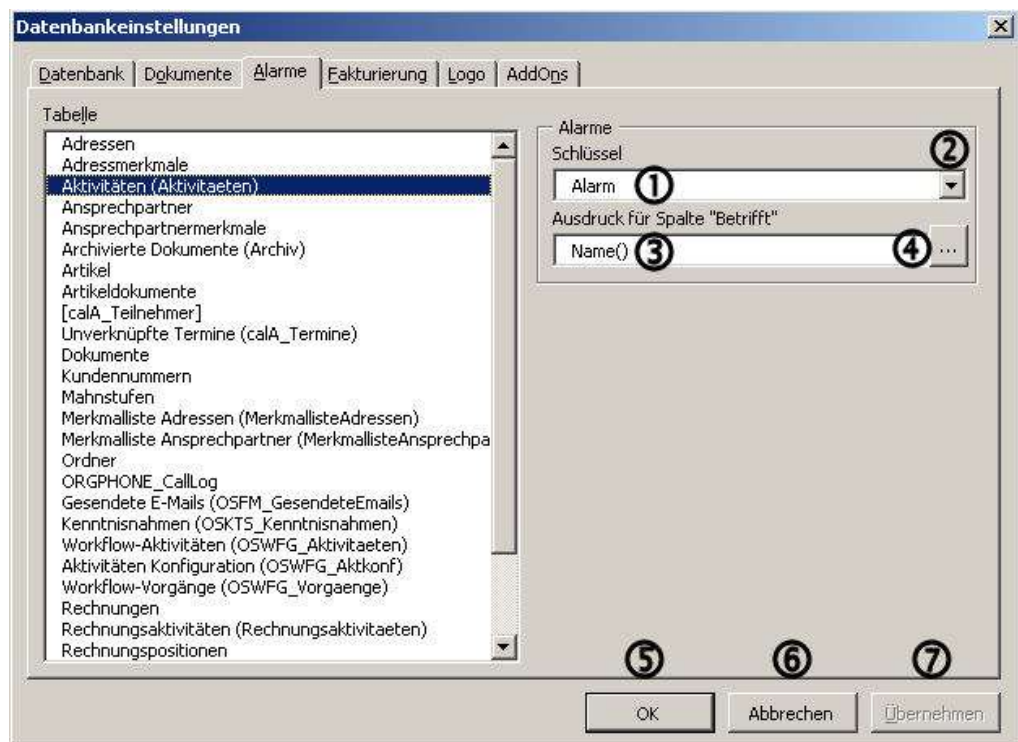 Datenbankeinstellungen
Datenbank Dokumente Alarme Fakturierung Logo AddOns
Tabelle
Adressen
Adressmerkmale
Aktivitäten (Aktivitaeten)
Ansprechpartner
Ansprechpartnermerkmale
Archivierte Dokumente (Archiv)
Artikel
Artikeldokumente
[calA_Teilnehmer]
Unverknüpfte Termine (calA_Termine)
Dokumente
Kundennummern
Mahnstufen
Merkmalliste Adressen (MerkmallisteAdressen)
Merkmalliste Ansprechpartner (MerkmallisteAnsprechpa
Ordner
ORGPHONE_CallLog
Gesendete E-Mails (OSFM_GesendeteEmails)
Kenntnisnahmen (OSKTS_Kenntnisnahmen)
Workflow-Aktivitäten (OSWFG_Aktivitaeten)
Aktivitäten Konfiguration (OSWFG_Aktkonf)
Workflow-Vorgänge (OSWFG_Vorgaenge)
Rechnungen
Rechnungsaktivitäten (Rechnungsaktivitaeten)
Rechnungspositionen
Alarme
Schlüssel ②
Alarm ①
Ausdruck für Spalte "Betrifft"
Name() ③ ④ ...
⑤ ⑥ ⑦
OK Abbrechen Übernehmen